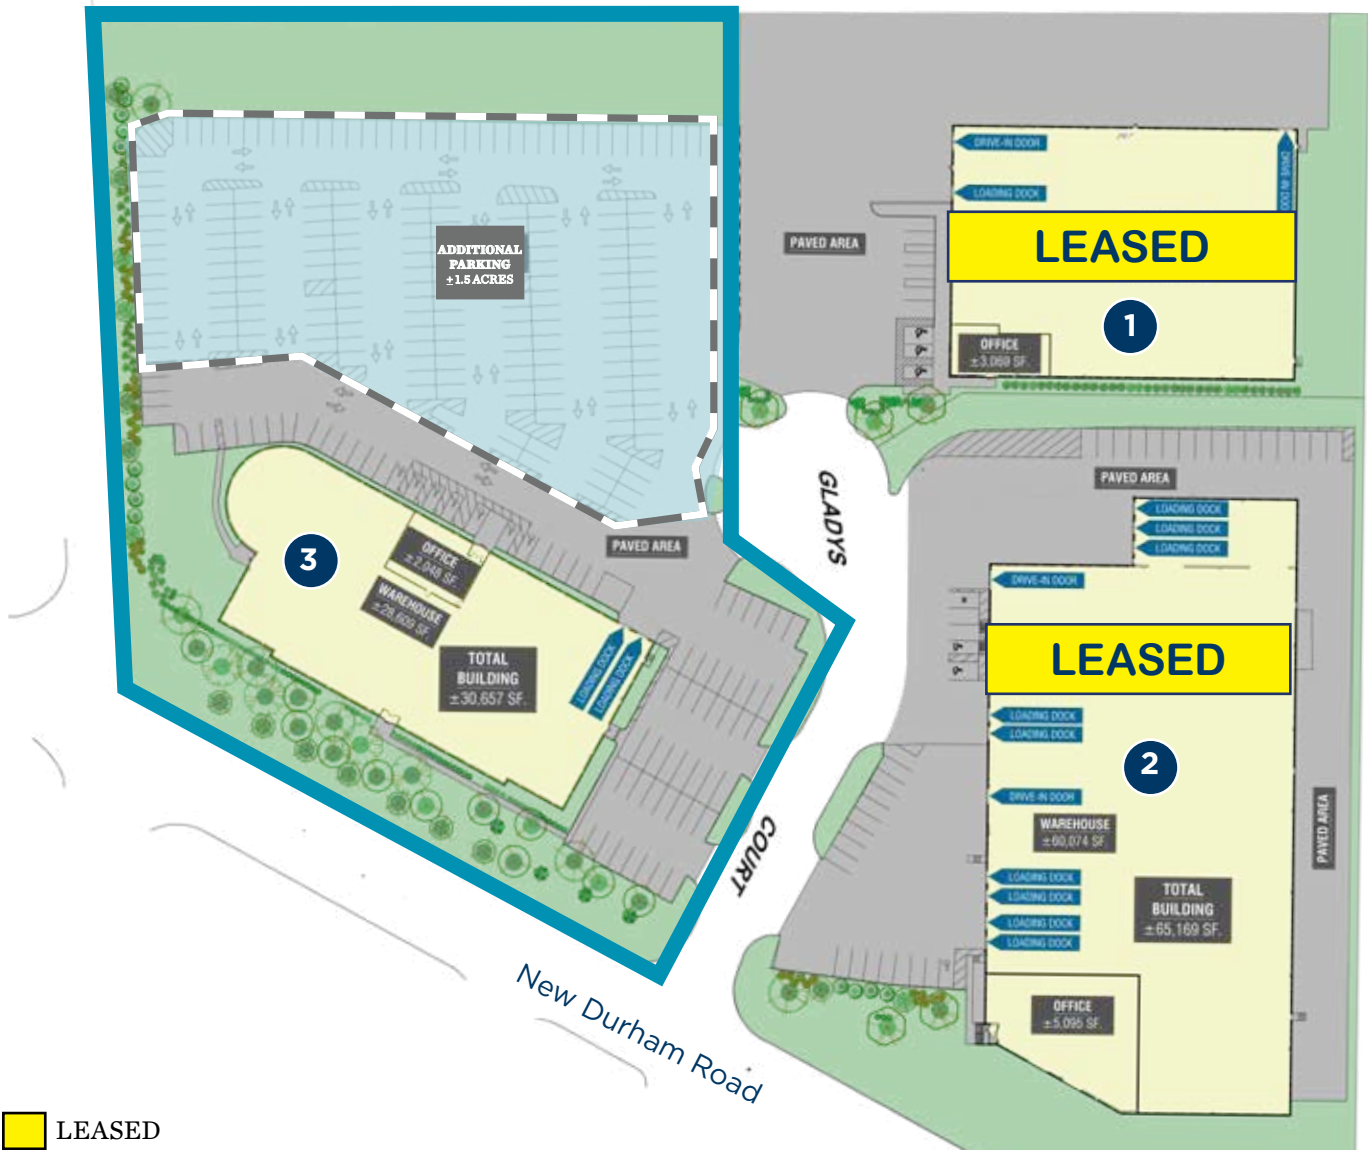 DRIVE-IN DOOR
LOADING DOCK
DRIVE-IN DOO
LEASED
PAVED AREA
1
OFFICE
±3,069 SF.
ADDITIONAL
PARKING
±1.5 ACRES
GLADYS
COURT
PAVED AREA
LOADING DOCK
LOADING DOCK
LOADING DOCK
DRIVE-IN DOOR
LEASED
LOADING DOCK
LOADING DOCK
2
DRIVE-IN DOOR
WAREHOUSE
±60,074 SF
LOADING DOCK
LOADING DOCK
LOADING DOCK
LOADING DOCK
TOTAL
BUILDING
±65,169 SF.
PAVED AREA
OFFICE
±5,095 SF.
PAVED AREA
3
OFFICE
±2,048 SF.
WAREHOUSE
±28,609 SF.
TOTAL
BUILDING
±30,657 SF.
LOADING DOCK
LOADING DOCK
New Durham Road
LEASED